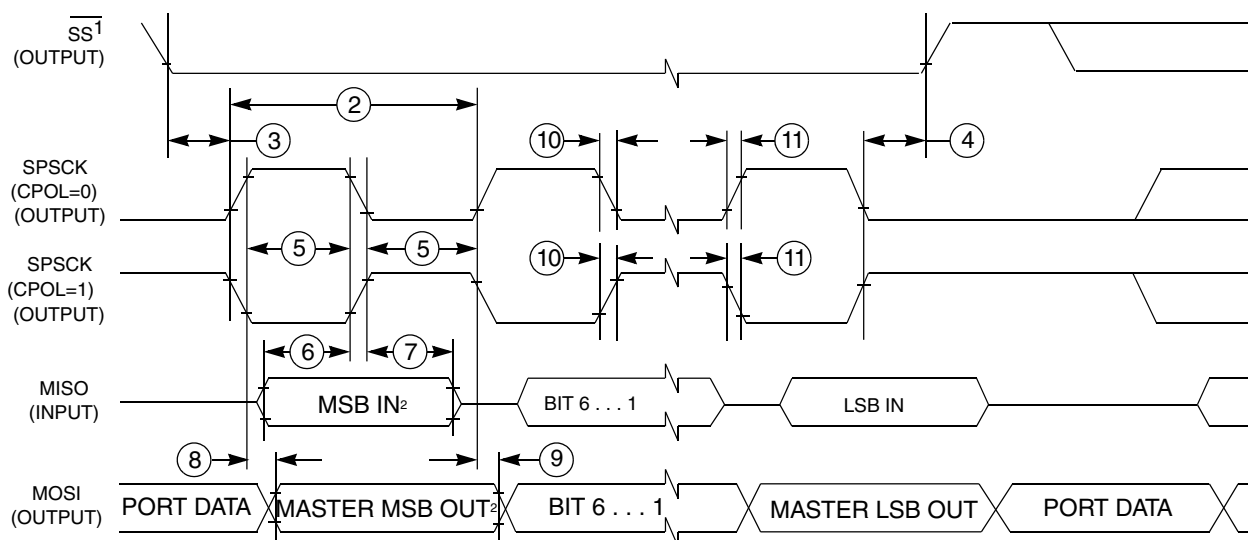 SS1
(OUTPUT)
2
3
10
11
4
SPSCK
(CPOL=0)
(OUTPUT)
5
5
SPSCK
(CPOL=1)
(OUTPUT)
10
11
6
7
MISO
(INPUT)
MSB IN2
BIT 6 . . . 1
LSB IN
8
9
MOSI
(OUTPUT)
PORT DATA
MASTER MSB OUT2
BIT 6 . . . 1
MASTER LSB OUT
PORT DATA